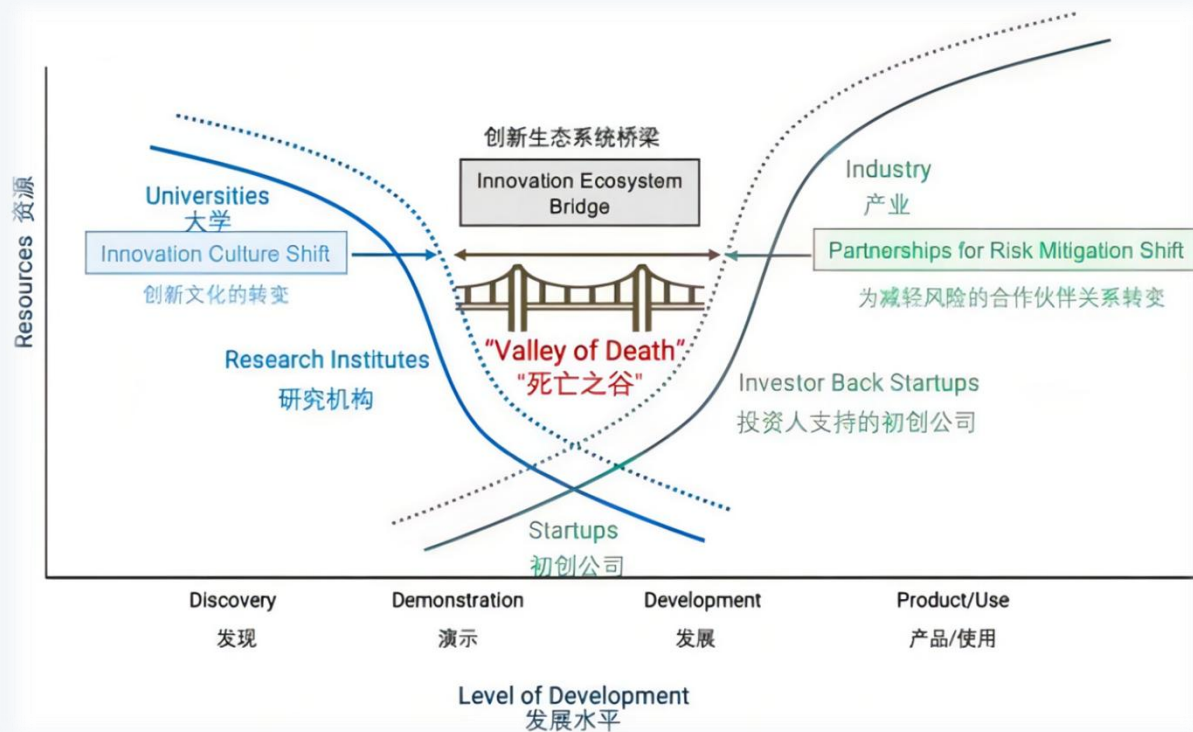 创新生态系统桥梁
Innovation Ecosystem
Bridge
Universities
大学
Innovation Culture Shift
创新文化的转变
Industry
产业
Partnerships for Risk Mitigation Shift
为减轻风险的合作伙伴关系转变
Resources 资源
Research Institutes
研究机构
“Valley of Death”
“死亡之谷"
Investor Back Startups
投资人支持的初创公司
Startups
初创公司
Discovery
发现
Demonstration
演示
Development
发展
Product/Use
产品/使用
Level of Development
发展水平